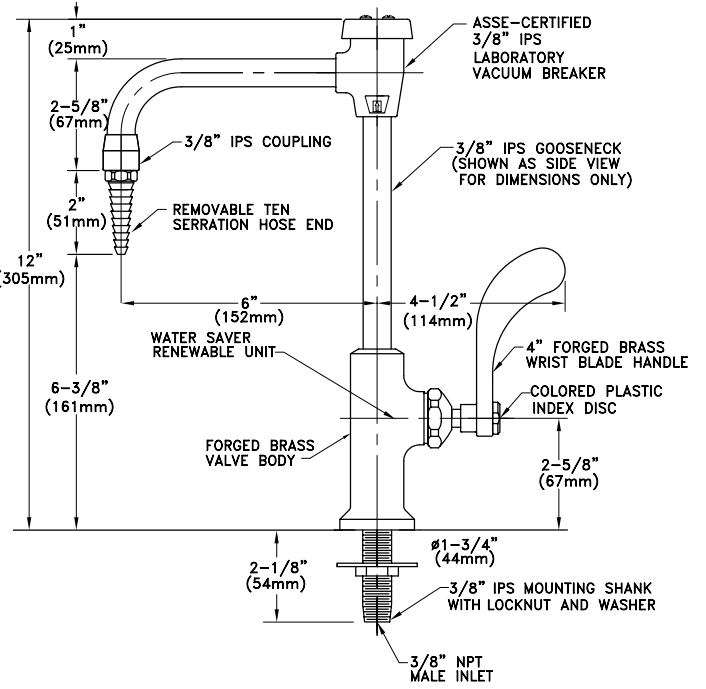 1"
(25mm)
ASSE-CERTIFIED
3/8" IPS
LABORATORY
VACUUM BREAKER
2-5/8"
(67mm)
3/8" IPS COUPLING
3/8" IPS GOOSENECK
(SHOWN AS SIDE VIEW
FOR DIMENSIONS ONLY)
2"
(51mm)
REMOVABLE TEN
SERRATION HOSE END
12"
(305mm)
6"
(152mm)
4-1/2"
(114mm)
WATER SAVER
RENEWABLE UNIT
4" FORGED BRASS
WRIST BLADE HANDLE
6-3/8"
(161mm)
COLORED PLASTIC
INDEX DISC
FORGED BRASS
VALVE BODY
2-5/8"
(67mm)
ø1-3/4"
(44mm)
2-1/8"
(54mm)
3/8" IPS MOUNTING SHANK
WITH LOCKNUT AND WASHER
3/8" NPT
MALE INLET